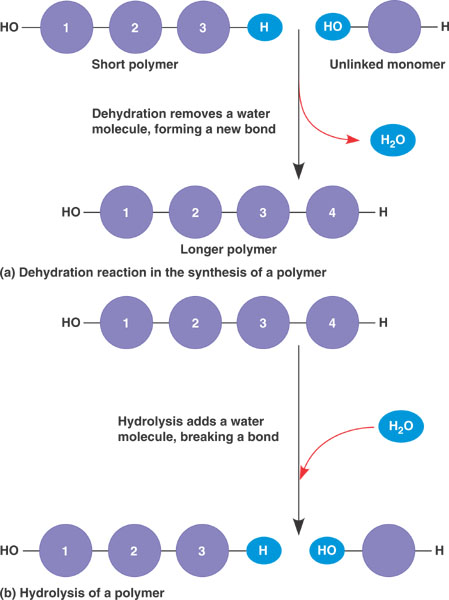 HO 1 2 3 H HO H
Short polymer Unlinked monomer
Dehydration removes a water
molecule, forming a new bond
H₂O
HO 1 2 3 4 H
Longer polymer
(a) Dehydration reaction in the synthesis of a polymer
HO 1 2 3 4 H
Hydrolysis adds a water
molecule, breaking a bond
H₂O
HO 1 2 3 H HO H
(b) Hydrolysis of a polymer